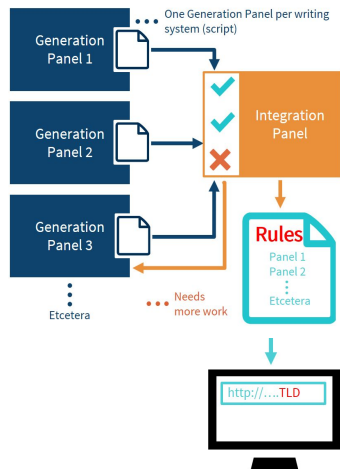 One Generation Panel per writing
system (script)
Generation
Panel 1
Generation
Panel 2
Integration
Panel
Generation
Panel 3
Etcetera
Needs
more work
Rules
Panel 1
Panel 2
Etcetera
http://....TLD